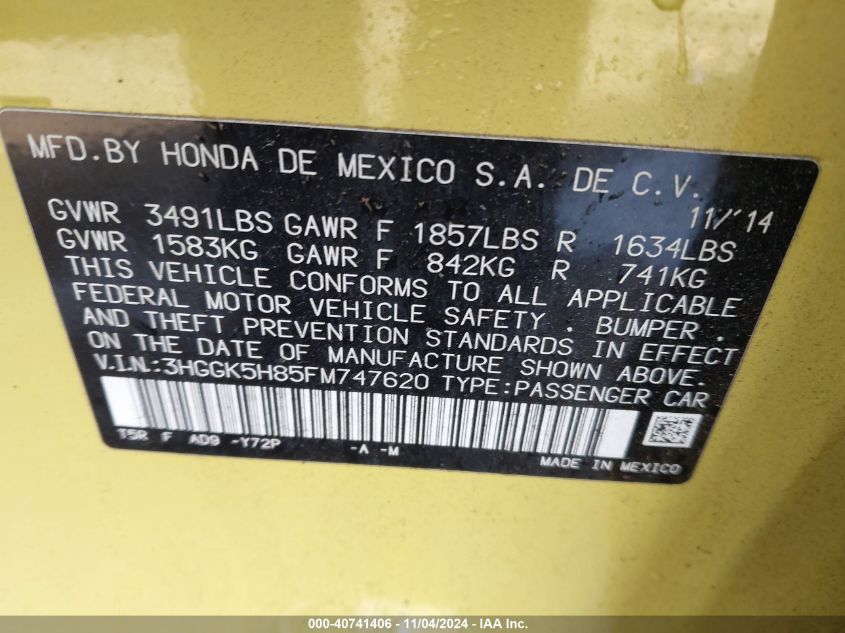 MFD.BY HONDA DE MEXICO S.A. DE C.V.
11/'14
GVWR 3491LBS GAWR F 1857LBS R 1634LBS
GVWR 1583KG GAWR F 842KG R 741KG
THIS VEHICLE CONFORMS TO ALL APPLICABLE
FEDERAL MOTOR VEHICLE SAFETY . BUMPER .
AND THEFT PREVENTION STANDARDS IN EFFECT
ON THE DATE OF MANUFACTURE SHOWN ABOVE.
V.I.N.:3HGGK5H85FM747620 TYPE:PASSENGER CAR
T5R F AD9 -Y72P -A -M
MADE IN MEXICO
000-40741406 - 11/04/2024 - IAA Inc.